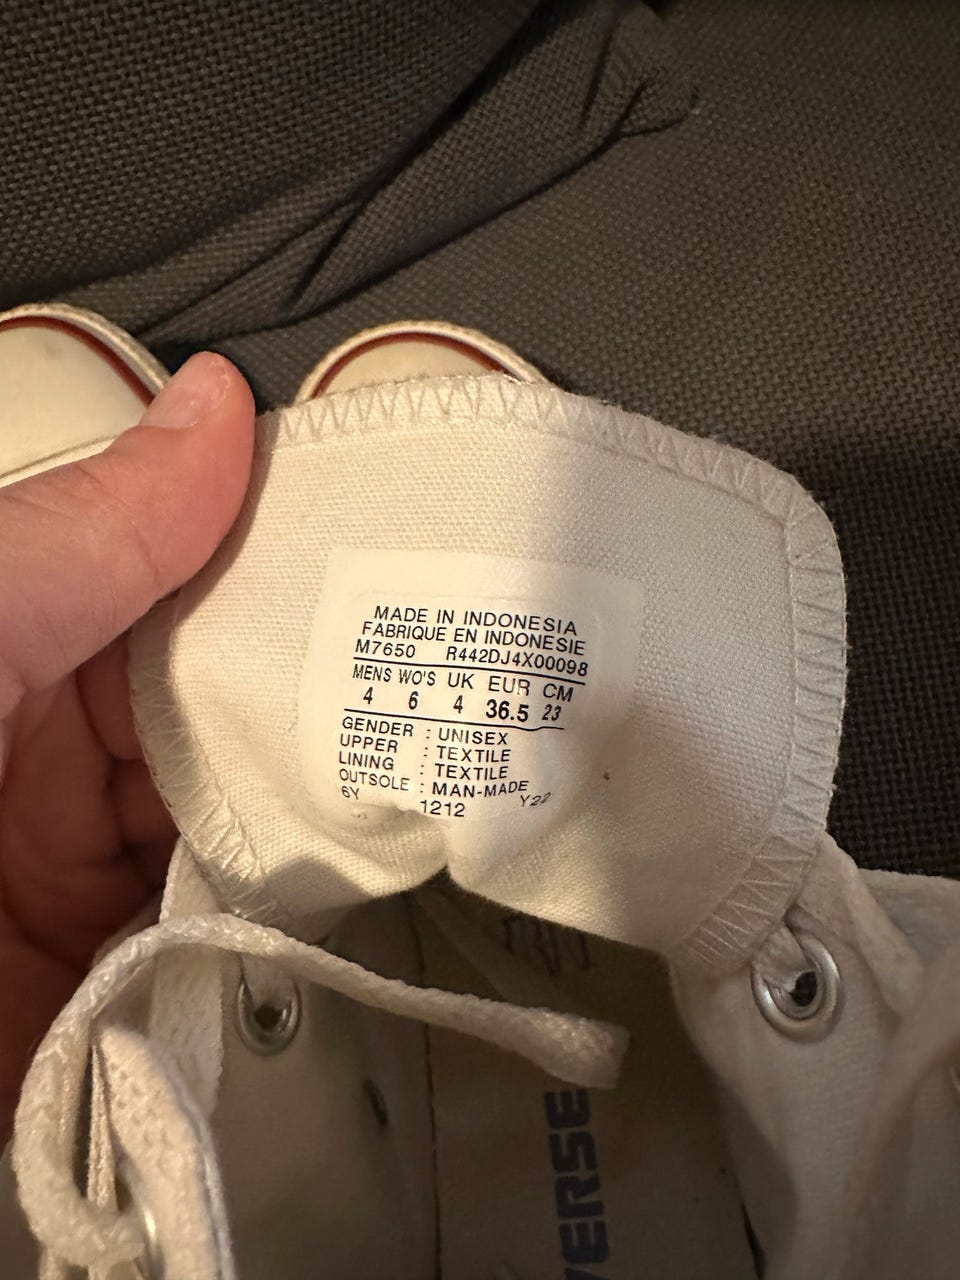 MADE IN INDONESIA
FABRIQUE EN INDONESIE
M7650 R442DJ4X00098
MENS WO'S UK EUR CM
4 6 4 36.5 23
GENDER : UNISEX
UPPER : TEXTILE
LINING : TEXTILE
OUTSOLE : MAN-MADE
6Y 1212 Y22
VERSE